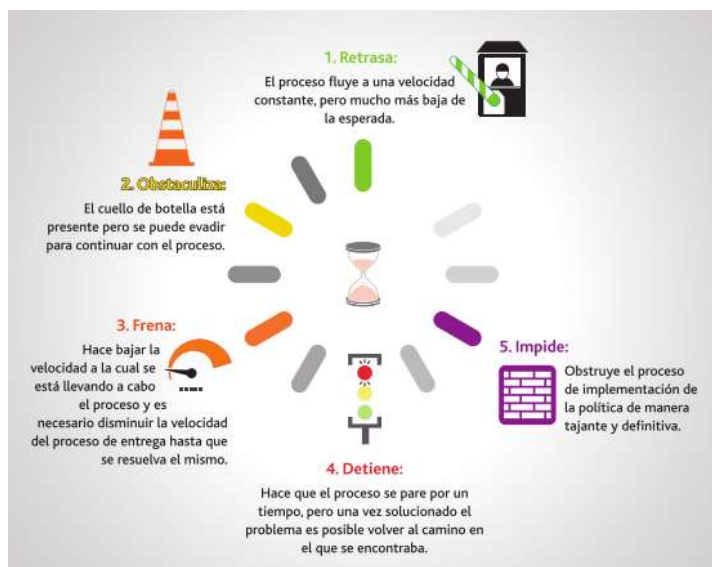 1. Retrasa:
El proceso fluye a una velocidad
constante, pero mucho más baja de
la esperada.
2. Obstaculiza:
El cuello de botella está
presente pero se puede evadir
para continuar con el proceso.
3. Frena:
Hace bajar la
velocidad a la cual se
está llevando a cabo
el proceso y es
necesario disminuir la velocidad
del proceso de entrega hasta que
se resuelva el mismo.
4. Detiene:
Hace que el proceso se pare por un
tiempo, pero una vez solucionado el
problema es posible volver al camino en
el que se encontraba.
5. Impide:
Obstruye el proceso
de implementación de
la política de manera
tajante y definitiva.